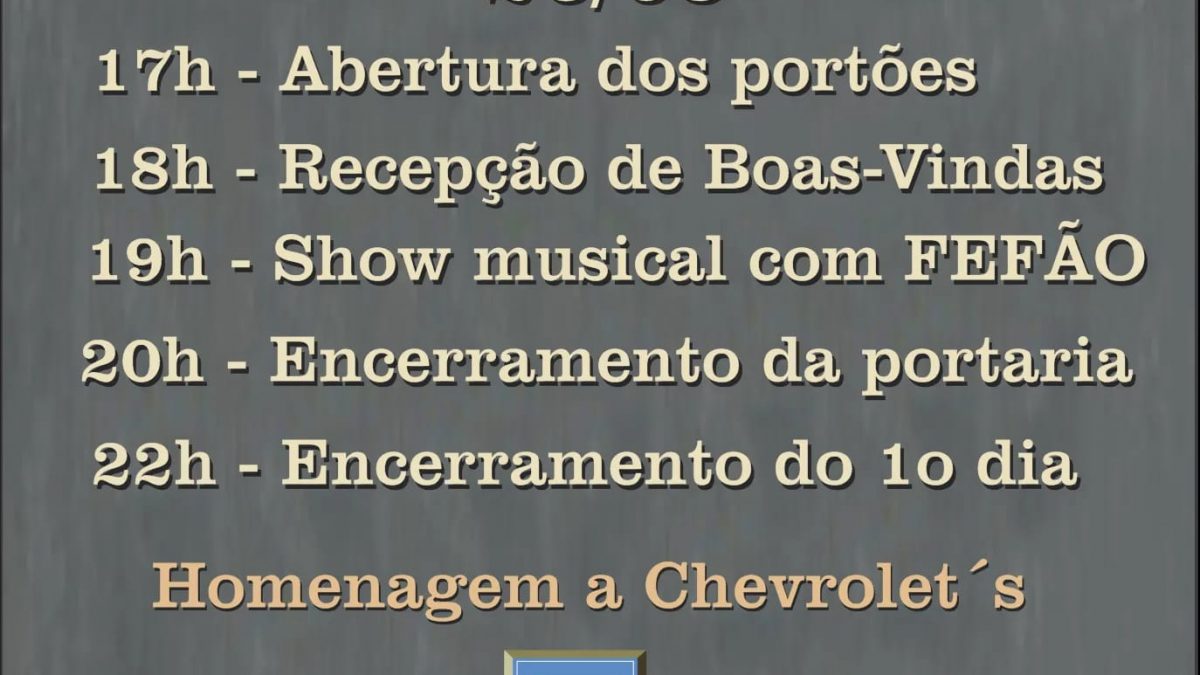 17h - Abertura dos portões
18h - Recepção de Boas-Vindas
19h - Show musical com FEFÃO
20h - Encerramento da portaria
22h - Encerramento do 1o dia
Homenagem a Chevrolet´s